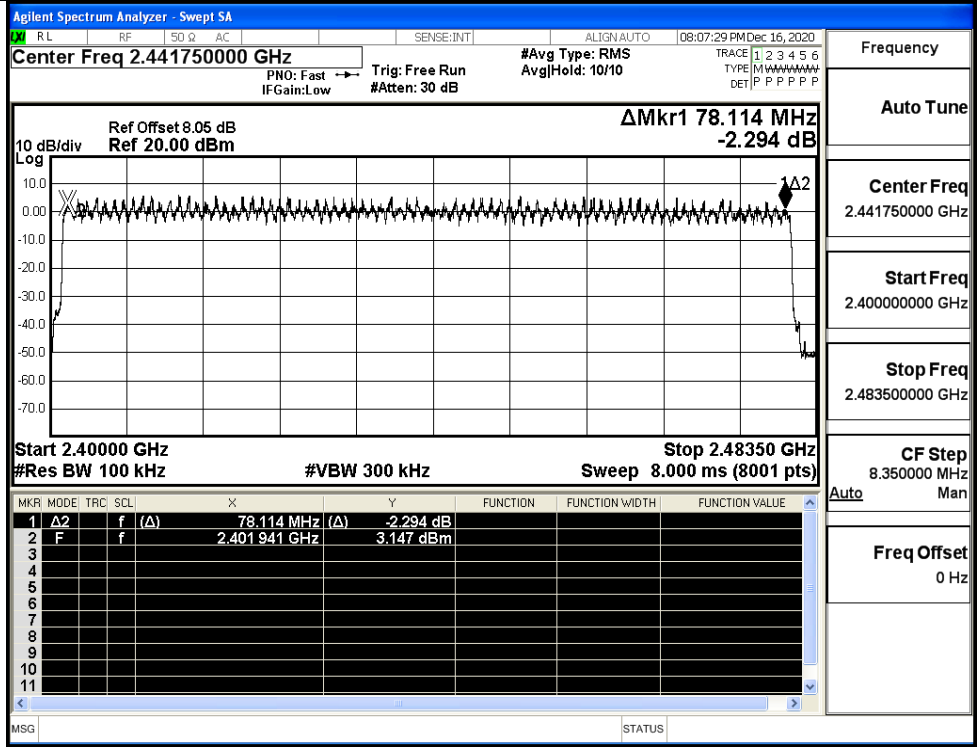 Agilent Spectrum Analyzer - Swept SA
LXI RL RF 50 Ω AC SENSE:INT ALIGN AUTO 08:07:29 PM Dec 16, 2020
Center Freq 2.441750000 GHz
PNO: Fast
IFGain:Low
Trig: Free Run
#Atten: 30 dB
#Avg Type: RMS
Avg|Hold: 10/10
TRACE 1 2 3 4 5 6
TYPE M WWWWW
DET P P P P P P
ΔMkr1 78.114 MHz
-2.294 dB
Ref Offset 8.05 dB
10 dB/div Ref 20.00 dBm
Log
10.0
0.00
-10.0
-20.0
-30.0
-40.0
-50.0
-60.0
-70.0
1Δ2
2
Start 2.40000 GHz Stop 2.48350 GHz
#Res BW 100 kHz #VBW 300 kHz Sweep 8.000 ms (8001 pts)
MKR MODE TRC SCL X Y FUNCTION FUNCTION WIDTH FUNCTION VALUE
1 Δ2 f (Δ) 78.114 MHz (Δ) -2.294 dB
2 F f 2.401 941 GHz 3.147 dBm
3
4
5
6
7
8
9
10
11
MSG STATUS
Frequency
Auto Tune
Center Freq
2.441750000 GHz
Start Freq
2.400000000 GHz
Stop Freq
2.483500000 GHz
CF Step
8.350000 MHz
Auto Man
Freq Offset
0 Hz